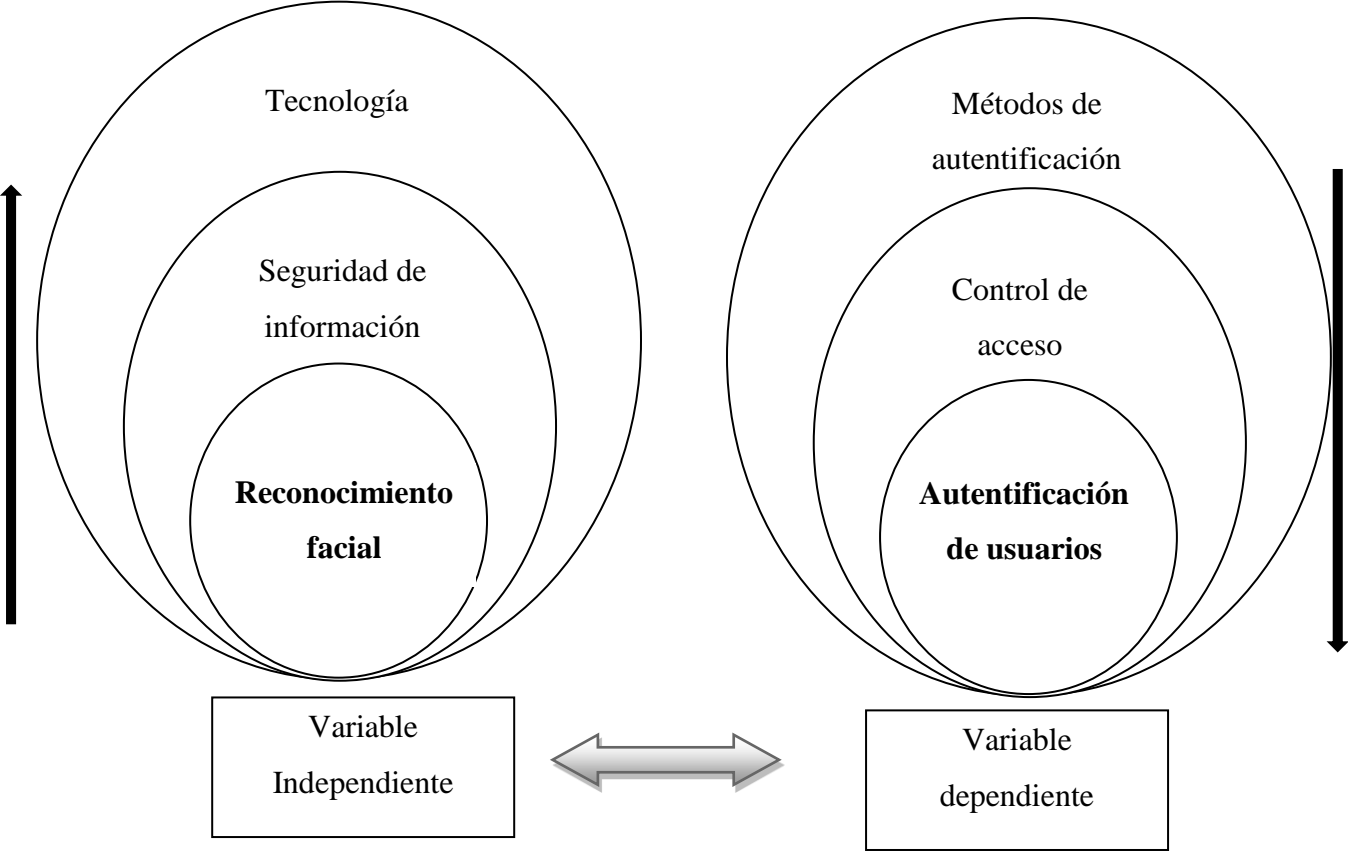 Tecnología
Seguridad de
información
Reconocimiento
facial
Variable
Independiente
Métodos de
autentificación
Control de
acceso
Autentificación
de usuarios
Variable
dependiente